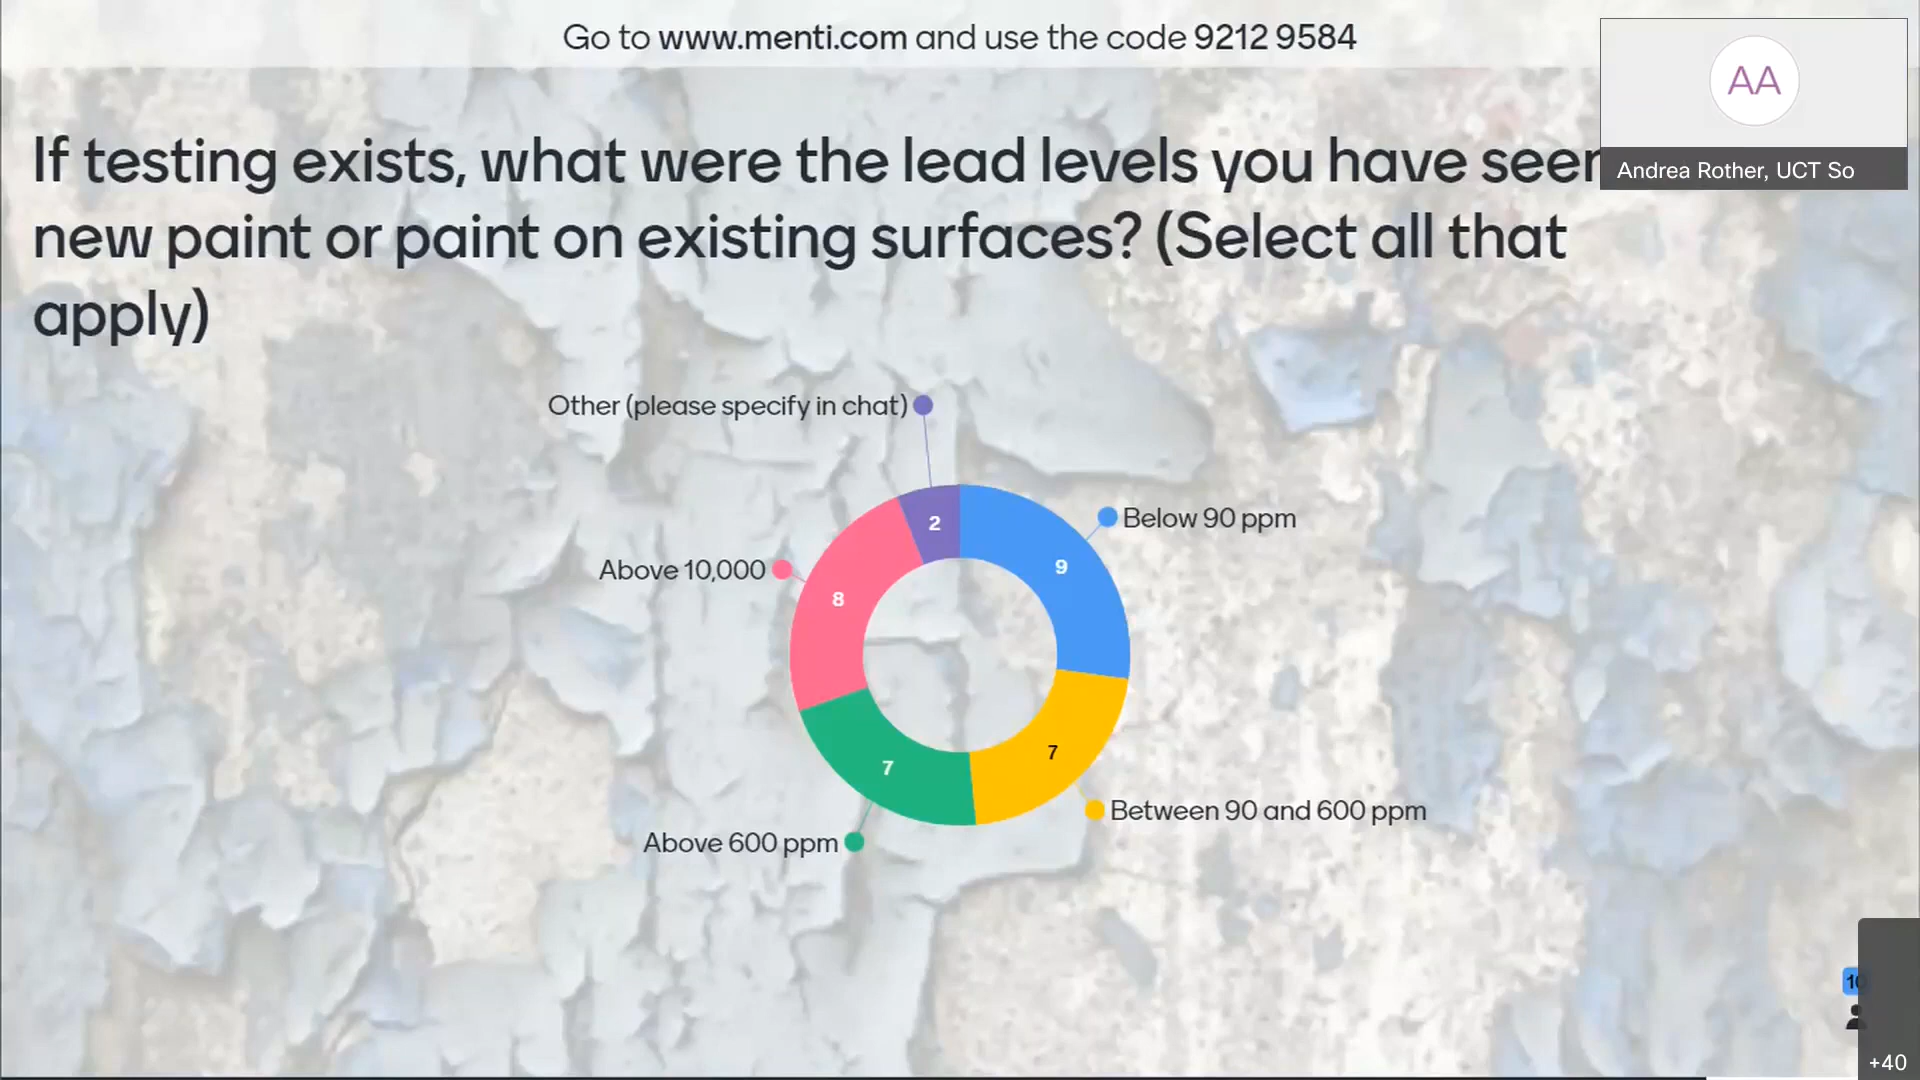 Go to www.menti.com and use the code 9212 9584
AA
Andrea Rother, UCT So
If testing exists, what were the lead levels you have seen
new paint or paint on existing surfaces? (Select all that
apply)
Other (please specify in chat)
2
Below 90 ppm
9
Above 10,000
8
7
7
Between 90 and 600 ppm
Above 600 ppm
+40